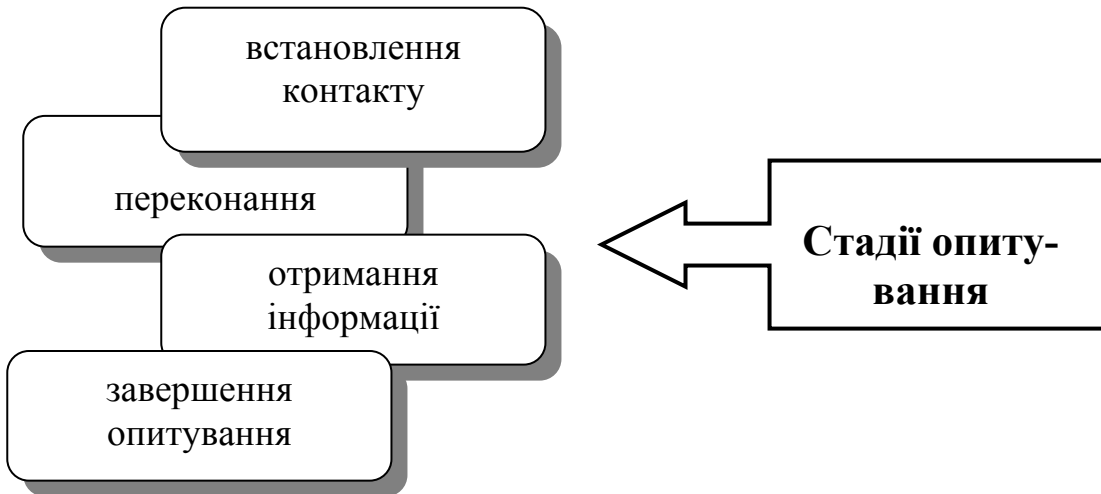 встановлення
контакту
переконання
отримання
інформації
завершення
опитування
Стадії опиту-
вання